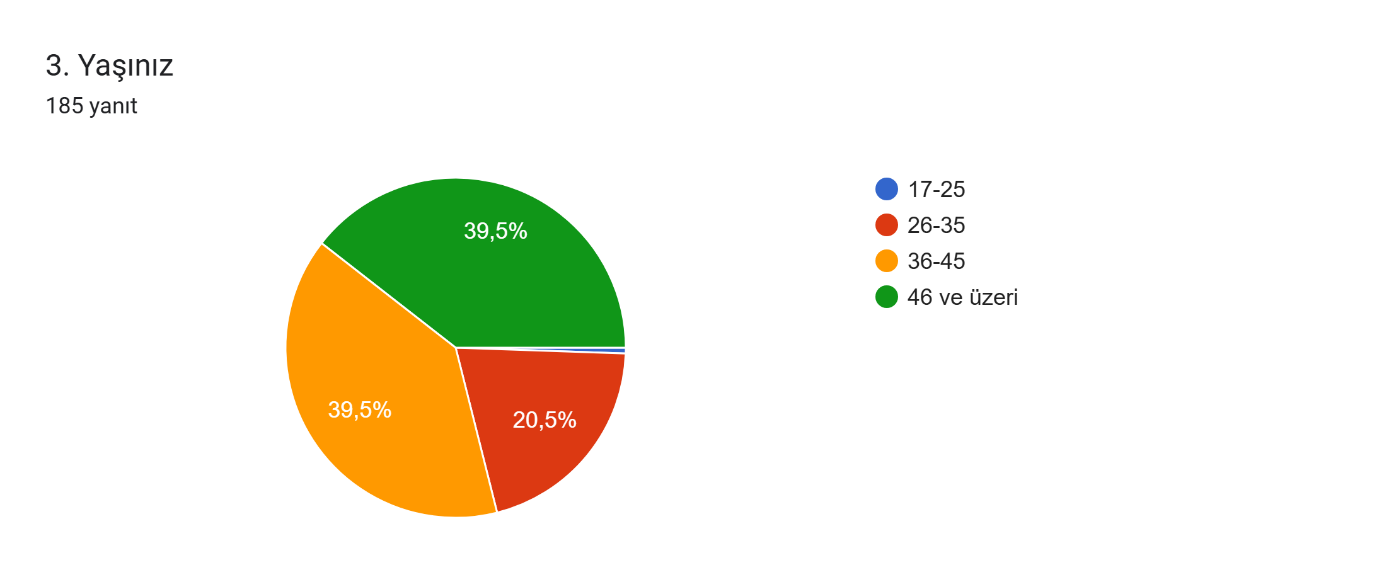 3. Yaşınız
185 yanıt
39,5%
39,5%
20,5%
17-25
26-35
36-45
46 ve üzeri